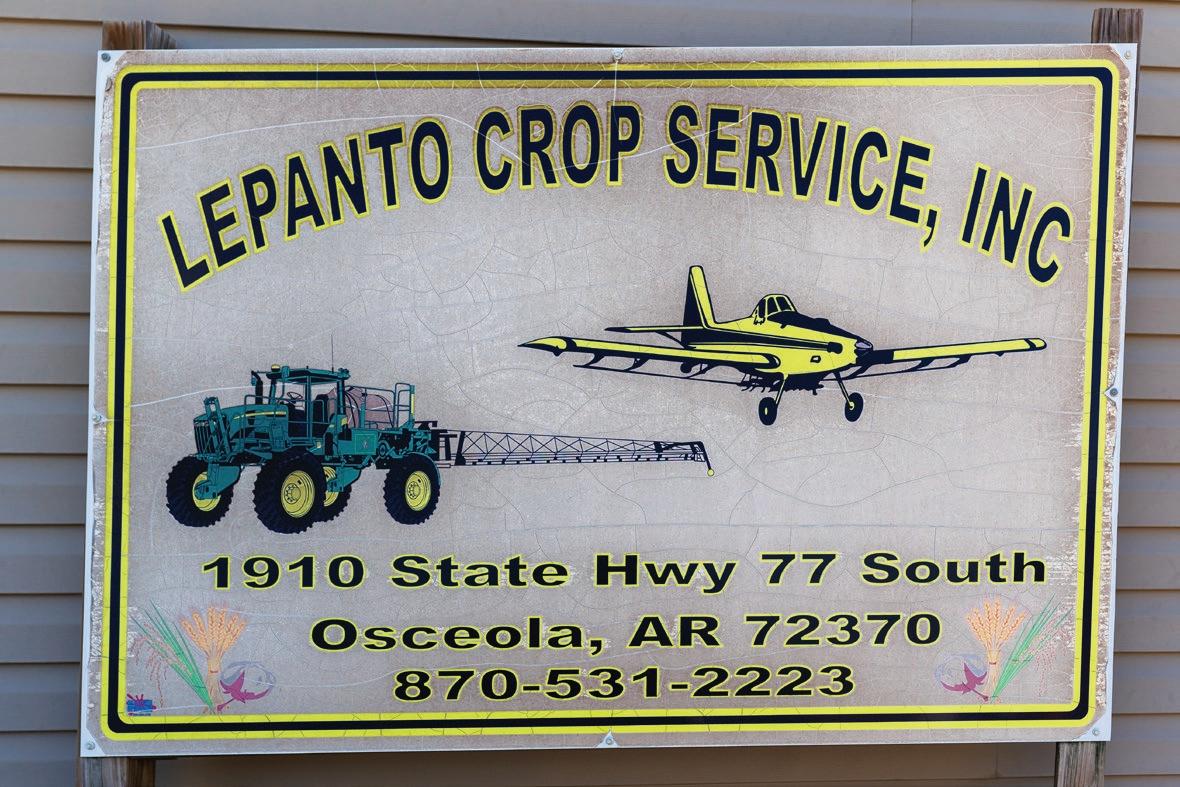 LEPANTO CROP SERVICE, INC
1910 State Hwy 77 South
Osceola, AR 72370
870-531-2223